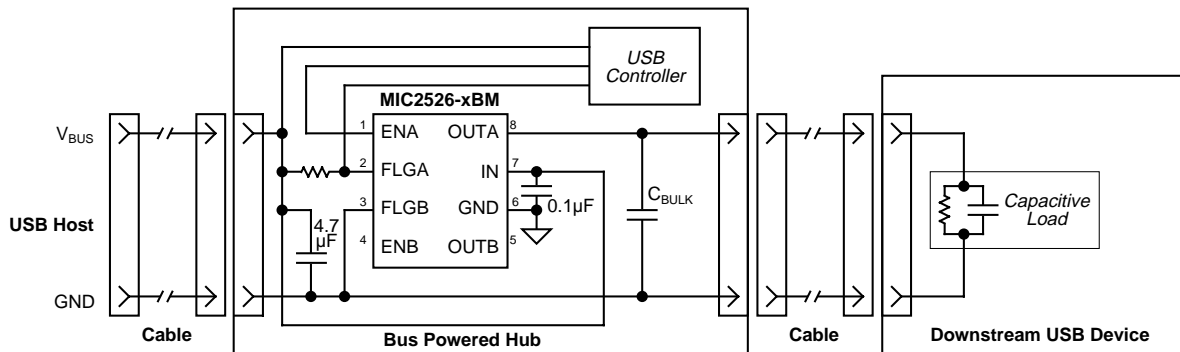 USB
Controller
MIC2526-xBM
VBUS
1 ENA OUTA 8
2 FLGA IN 7
3 FLGB GND 6
4 ENB OUTB 5
4.7
µF
0.1µF
CBULK
Capacitive
Load
USB Host
GND
Cable
Bus Powered Hub
Cable
Downstream USB Device